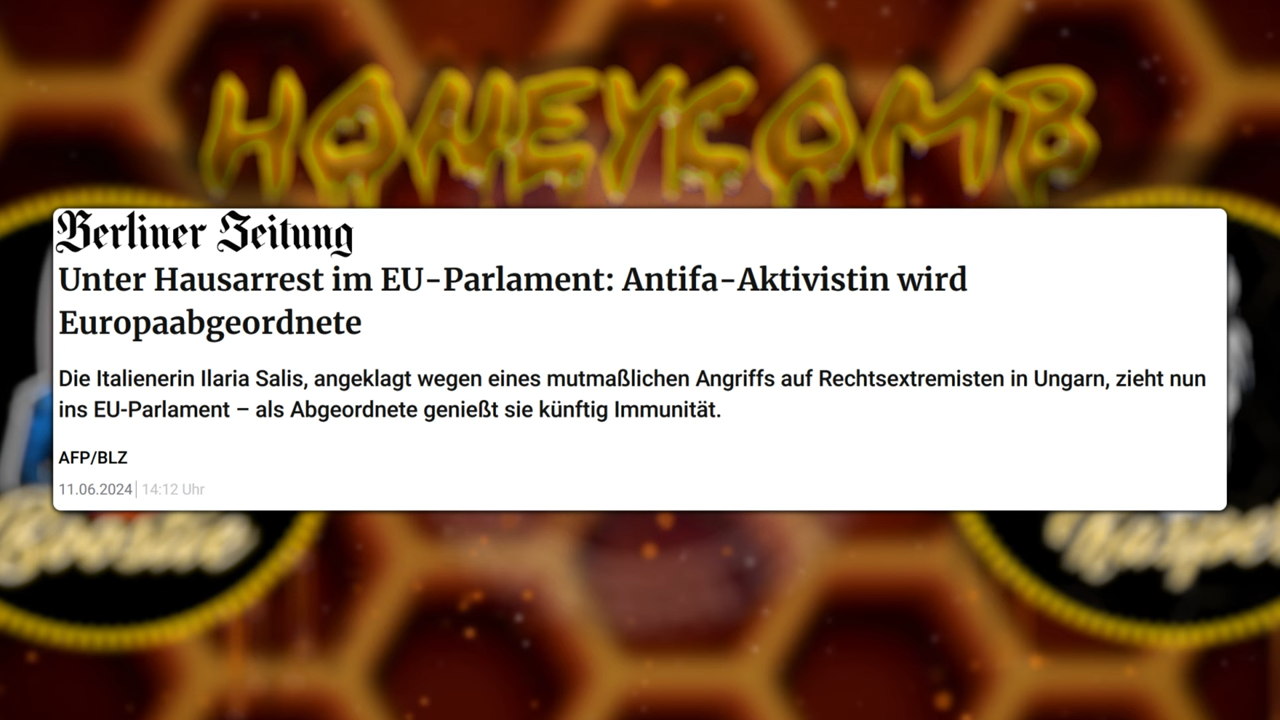 HONEYCOMB
Berliner Zeitung
Unter Hausarrest im EU-Parlament: Antifa-Aktivistin wird
Europaabgeordnete
Die Italienerin Ilaria Salis, angeklagt wegen eines mutmaßlichen Angriffs auf Rechtsextremisten in Ungarn, zieht nun
ins EU-Parlament – als Abgeordnete genießt sie künftig Immunität.
AFP/BLZ
11.06.2024 | 14:12 Uhr